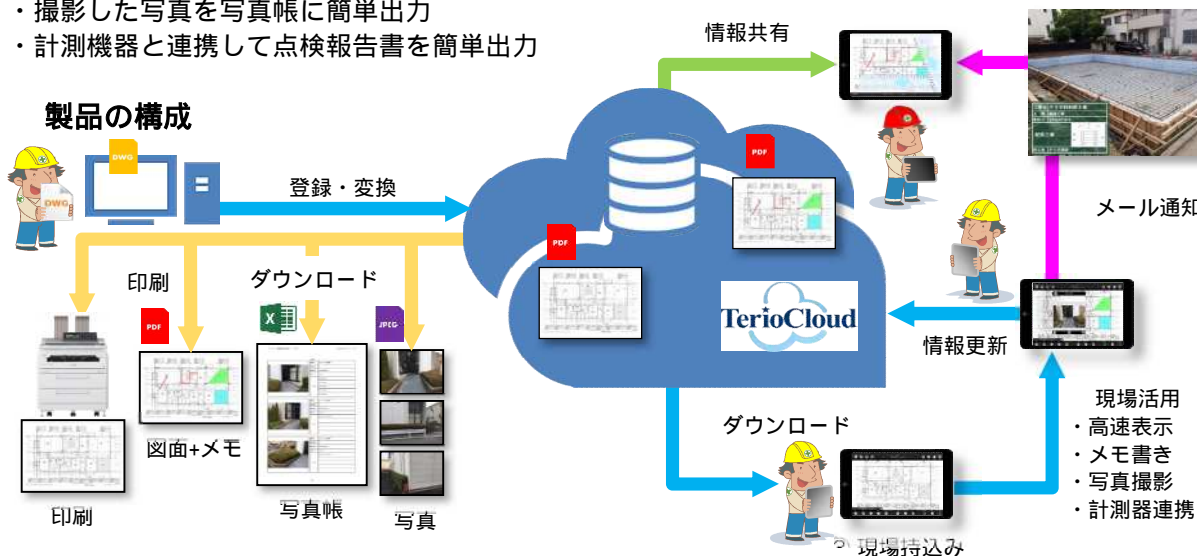 ・撮影した写真を写真帳に簡単出力
・計測機器と連携して点検報告書を簡単出力
製品の構成
DWG
DWG
登録・変換
情報共有
PDF
PDF
TerioCloud
メール通知
情報更新
印刷
ダウンロード
PDF
X
JPEG
図面+メモ
印刷
写真帳
写真
ダウンロード
現場持込み
現場活用
・高速表示
・メモ書き
・写真撮影
・計測器連携